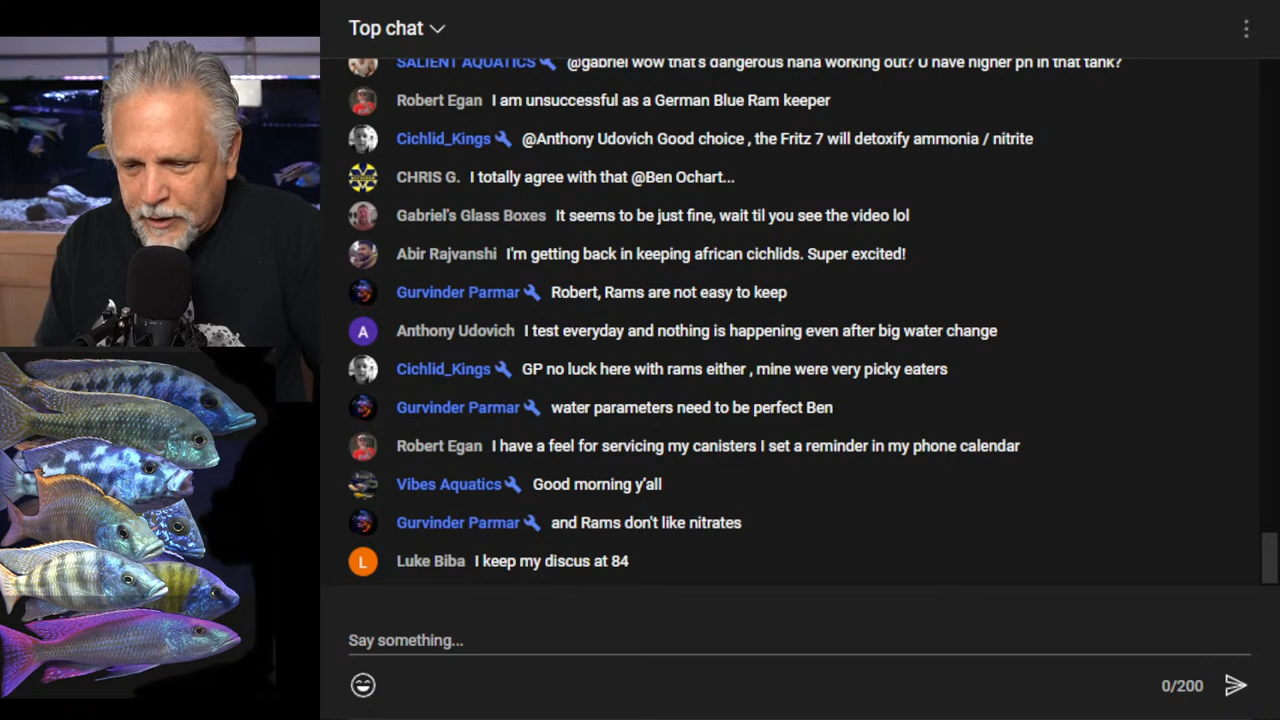 Top chat
SALIENT AQUATICS @gabriel wow that's dangerous haha working out? U have higher ph in that tank?
Robert Egan I am unsuccessful as a German Blue Ram keeper
Cichlid_Kings @Anthony Udovich Good choice , the Fritz 7 will detoxify ammonia / nitrite
CHRIS G. I totally agree with that @Ben Ochart...
Gabriel's Glass Boxes It seems to be just fine, wait til you see the video lol
Abir Rajvanshi I'm getting back in keeping african cichlids. Super excited!
Gurvinder Parmar Robert, Rams are not easy to keep
A Anthony Udovich I test everyday and nothing is happening even after big water change
Cichlid_Kings GP no luck here with rams either , mine were very picky eaters
Gurvinder Parmar water parameters need to be perfect Ben
Robert Egan I have a feel for servicing my canisters I set a reminder in my phone calendar
Vibes Aquatics Good morning y'all
Gurvinder Parmar and Rams don't like nitrates
L Luke Biba I keep my discus at 84
Say something...
0/200